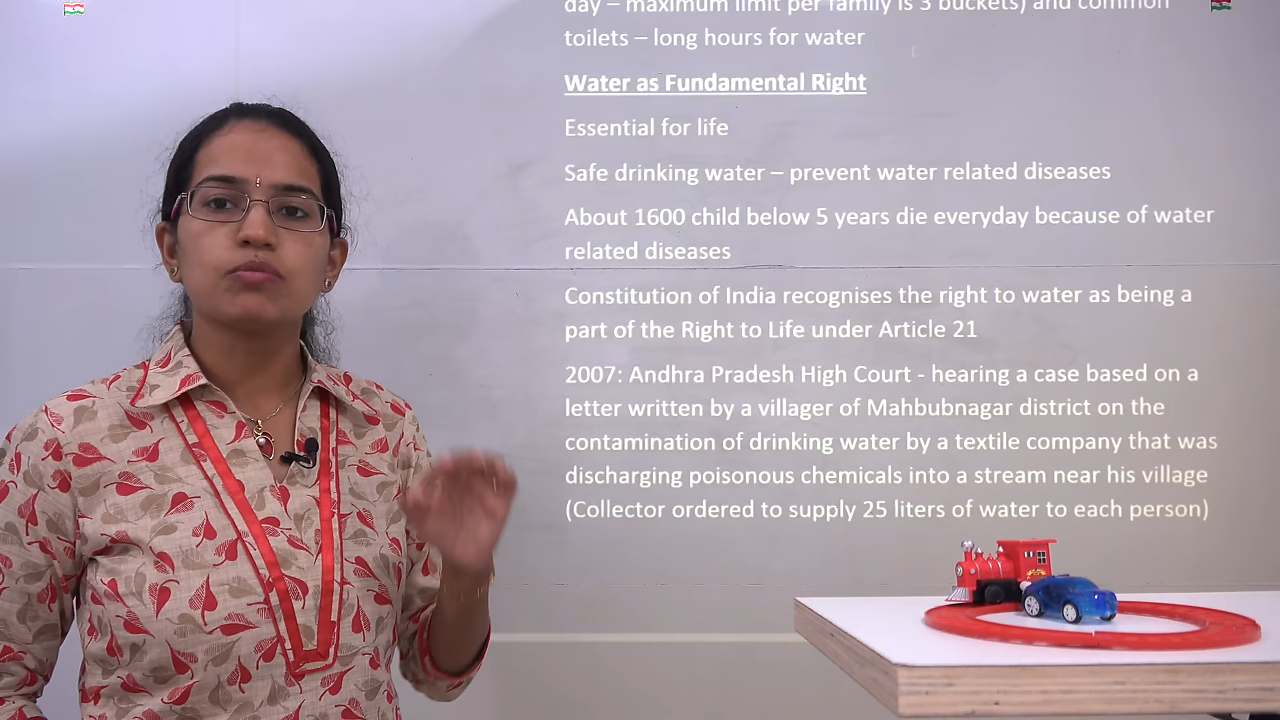 day – maximum limit per family is 3 buckets) and common
toilets – long hours for water
Water as Fundamental Right
Essential for life
Safe drinking water – prevent water related diseases
About 1600 child below 5 years die everyday because of water
related diseases
Constitution of India recognises the right to water as being a
part of the Right to Life under Article 21
2007: Andhra Pradesh High Court - hearing a case based on a
letter written by a villager of Mahbubnagar district on the
contamination of drinking water by a textile company that was
discharging poisonous chemicals into a stream near his village
(Collector ordered to supply 25 liters of water to each person)